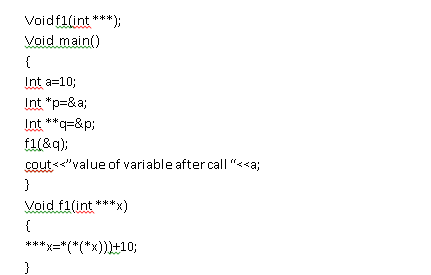 Void f1(int ***);
Void main()
{
Int a=10;
Int *p=&a;
Int **q=&p;
f1(&q);
cout<<”value of variable after call “<<a;
}
Void f1(int ***x)
{
***x=*(*(*x)))+10;
}